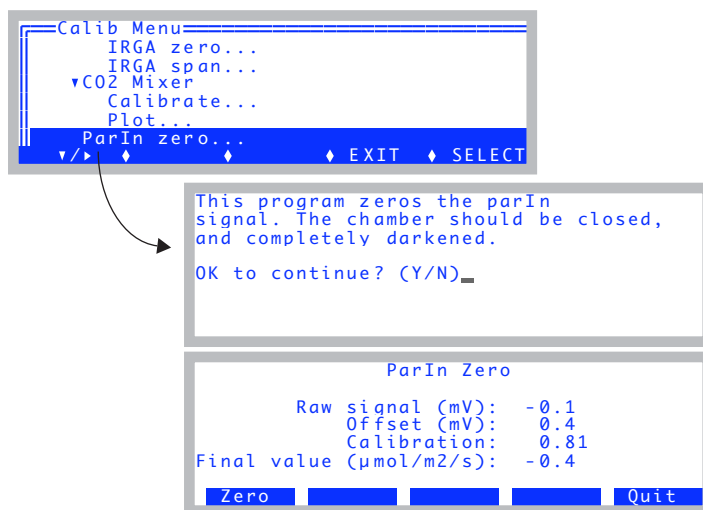 Calib Menu
IRGA zero...
IRGA span...
▾CO2 Mixer
Calibrate...
Plot...
ParIn zero...
▾/▸ ♦ ♦ ♦ EXIT ♦ SELECT
This program zeros the parIn
signal. The chamber should be closed,
and completely darkened.
OK to continue? (Y/N)
ParIn Zero
Raw signal (mV): -0.1
Offset (mV): 0.4
Calibration: 0.81
Final value (µmol/m2/s): -0.4
Zero Quit